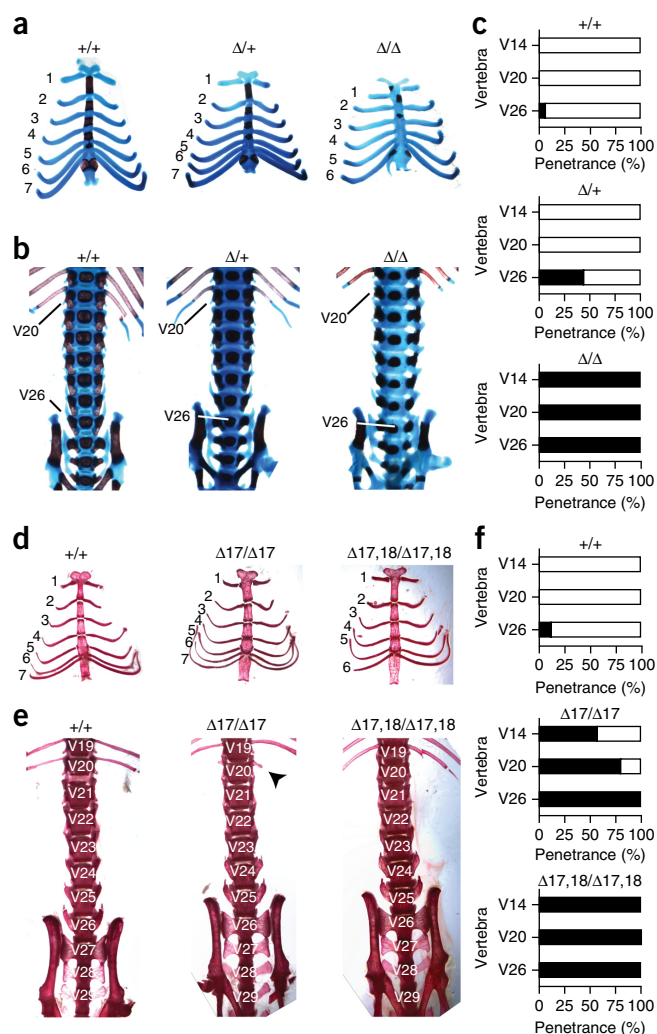 a
+/+
Δ/+
Δ/Δ
1
2
3
4
5
6
7
1
2
3
4
5
6
7
1
2
3
4
5
6
7
b
+/+
Δ/+
Δ/Δ
V20
V26
V20
V26
V20
V26
c
+/+
Vertebra
V14
V20
V26
0 25 50 75 100
Penetrance (%)
Δ/+
Vertebra
V14
V20
V26
0 25 50 75 100
Penetrance (%)
Δ/Δ
Vertebra
V14
V20
V26
0 25 50 75 100
Penetrance (%)
d
+/+
Δ17/Δ17
Δ17,18/Δ17,18
1
2
3
4
5
6
7
1
2
3
4
5
6
7
1
2
3
4
5
6
e
+/+
Δ17/Δ17
Δ17,18/Δ17,18
V19
V20
V21
V22
V23
V24
V25
V26
V27
V28
V29
V19
V20
V21
V22
V23
V24
V25
V26
V27
V28
V29
V19
V20
V21
V22
V23
V24
V25
V26
V27
V28
V29
f
+/+
Vertebra
V14
V20
V26
0 25 50 75 100
Penetrance (%)
Δ17/Δ17
Vertebra
V14
V20
V26
0 25 50 75 100
Penetrance (%)
Δ17,18/Δ17,18
Vertebra
V14
V20
V26
0 25 50 75 100
Penetrance (%)